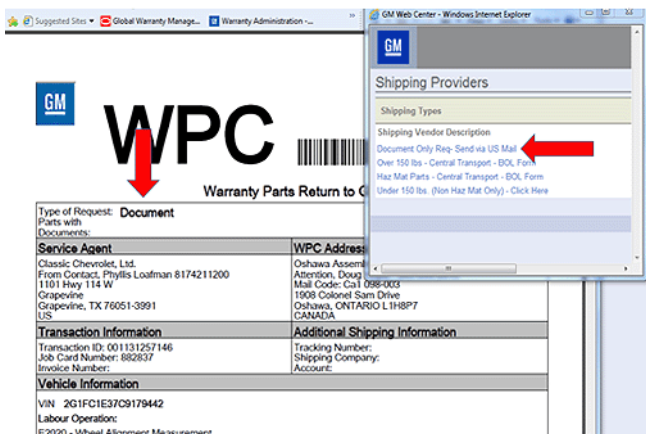 Suggested Sites ▾
Global Warranty Manage...
Warranty Administration -...
»
GM Web Center - Windows Internet Explorer
GM
Shipping Providers
Shipping Types
Shipping Vendor Description
Document Only Req- Send via US Mail
Over 150 lbs - Central Transport - BOL Form
Haz Mat Parts - Central Transport - BOL Form
Under 150 lbs. (Non Haz Mat Only) - Click Here
GM
WPC
Warranty Parts Return to
Type of Request: Document
Parts with
Documents:
Service Agent
Classic Chevrolet, Ltd.
From Contact, Phyllis Loafman 8174211200
1101 Hwy 114 W
Grapevine
Grapevine, TX 76051-3991
US
WPC Address
Oshawa Assem
Attention, Doug
Mail Code: Ca1 098-003
1908 Colonel Sam Drive
Oshawa, ONTARIO L1H8P7
CANADA
Transaction Information
Transaction ID: 001131257146
Job Card Number: 882837
Invoice Number:
Additional Shipping Information
Tracking Number:
Shipping Company:
Account:
Vehicle Information
VIN 2G1FC1E37C9179442
Labour Operation:
E2020 - Wheel Alignment Measurement